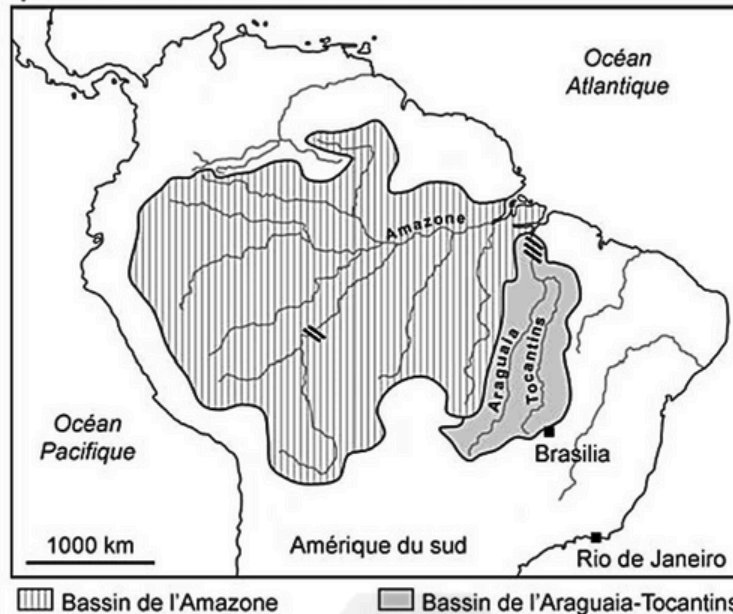 Océan
Atlantique
Amazone
Araguaia
Tocantins
Océan
Pacifique
Brasilia
1000 km
Amérique du sud
Rio de Janeiro
Bassin de l'Amazone
Bassin de l'Araguaia-Tocantins